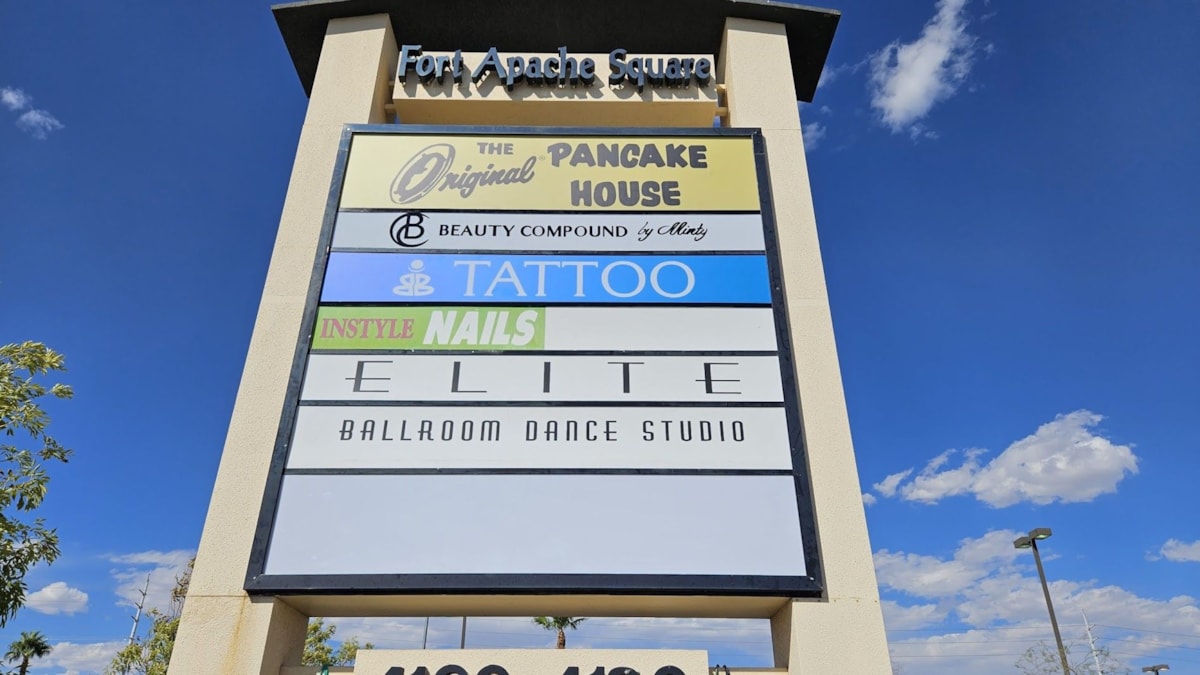 Fort Apache Square
THE Original® PANCAKE HOUSE
BEAUTY COMPOUND by Minty
TATTOO
INSTYLE NAILS
ELITE
BALLROOM DANCE STUDIO